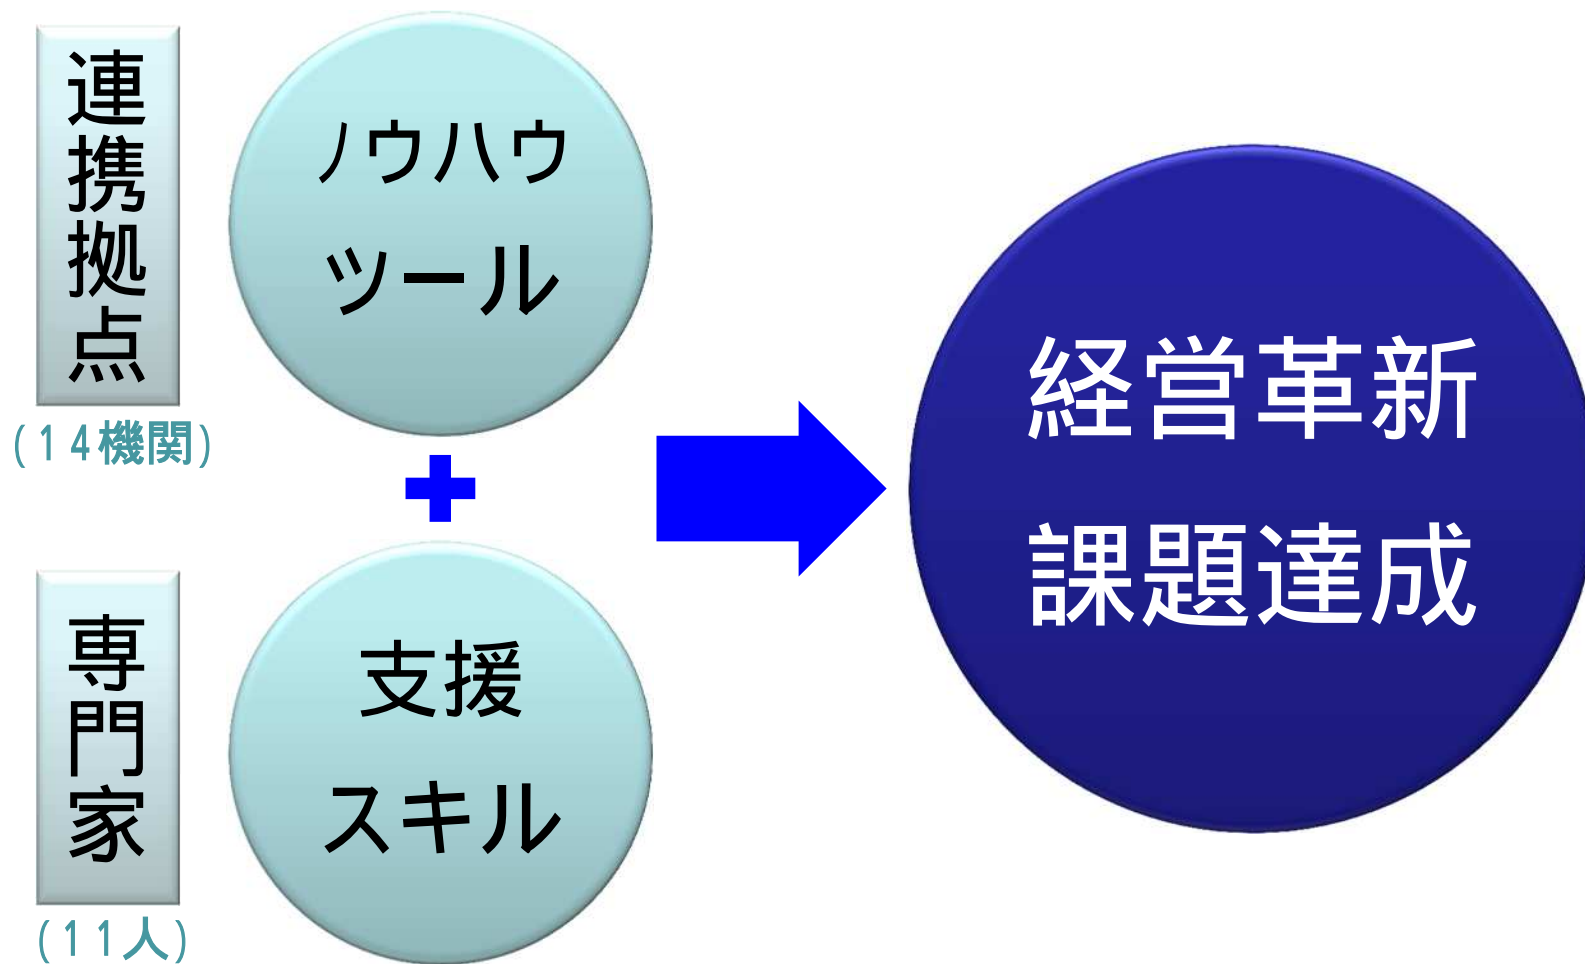 連携拠点
(14機関)
ノウハウ
ツール
専門家
(11人)
支援
スキル
経営革新
課題達成